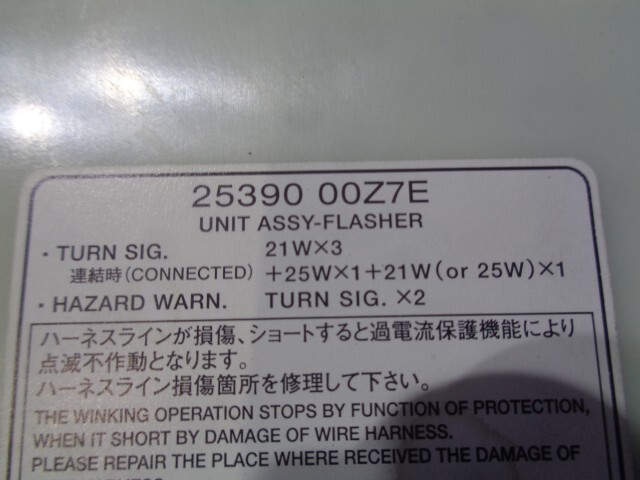 25390 00Z7E
UNIT ASSY-FLASHER
・TURN SIG. 21W×3
連結時(CONNECTED) +25W×1+21W(or 25W)×1
・HAZARD WARN. TURN SIG. ×2
ハーネスラインが損傷、ショートすると過電流保護機能により
点滅不作動となります。
ハーネスライン損傷箇所を修理して下さい。
THE WINKING OPERATION STOPS BY FUNCTION OF PROTECTION,
WHEN IT SHORT BY DAMAGE OF WIRE HARNESS.
PLEASE REPAIR THE PLACE WHERE RECEIVED THE DAMAGE OF